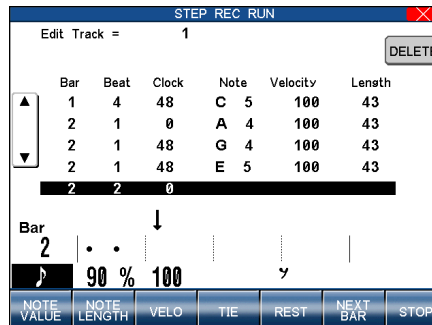 STEP REC RUN
Edit Track = 1
DELETE
Bar Beat Clock Note Velocity Length
1 4 48 C 5 100 43
2 1 0 A 4 100 43
2 1 48 G 4 100 43
2 1 48 E 5 100 43
2 2 0
Bar
2
90 % 100
NOTE VALUE NOTE LENGTH VELO TIE REST NEXT BAR STOP